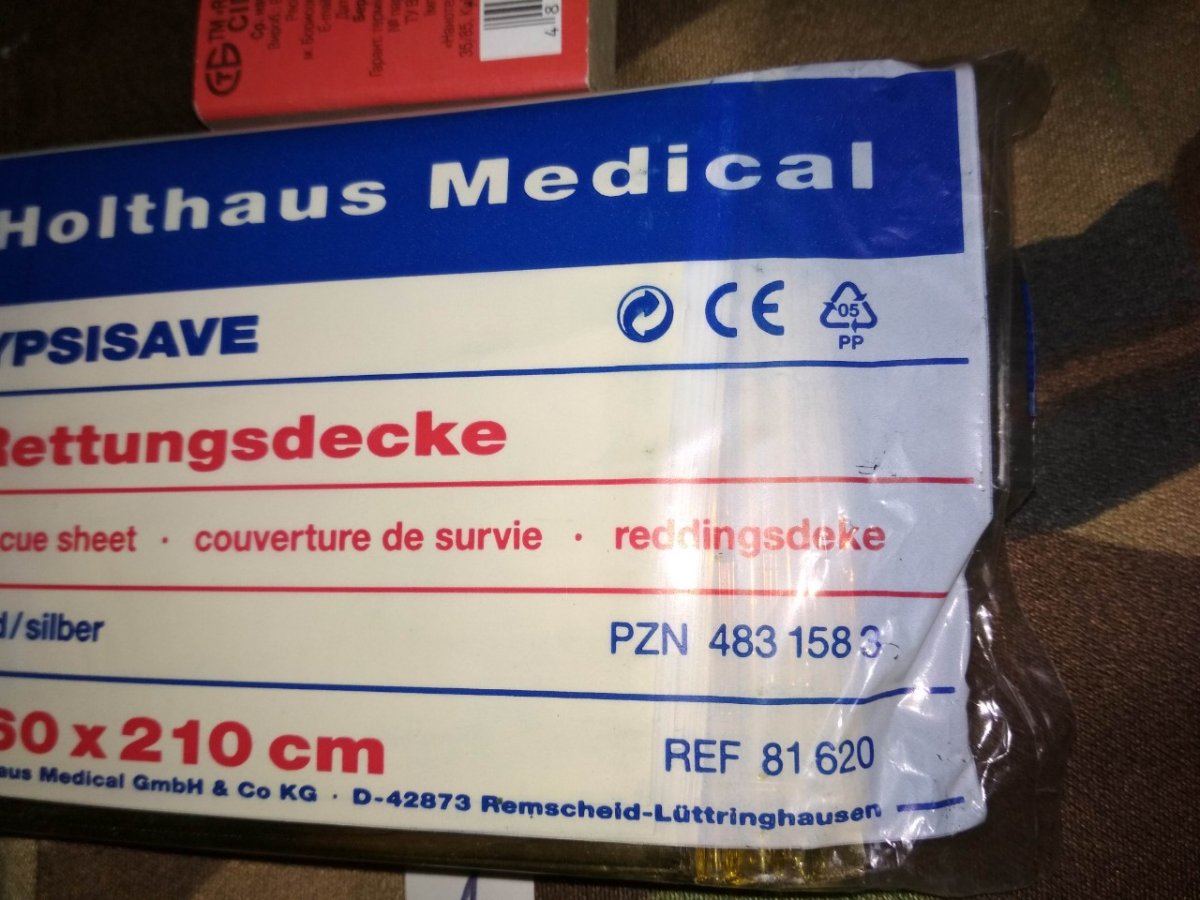 Holthaus Medical
YPSISAVE
05
PP
Rettungsdecke
cue sheet · couverture de survie · reddingsdeke
d/silber
PZN 483 158 3
60 x 210 cm
REF 81 620
aus Medical GmbH & Co KG · D-42873 Remscheid-Lüttringhausen